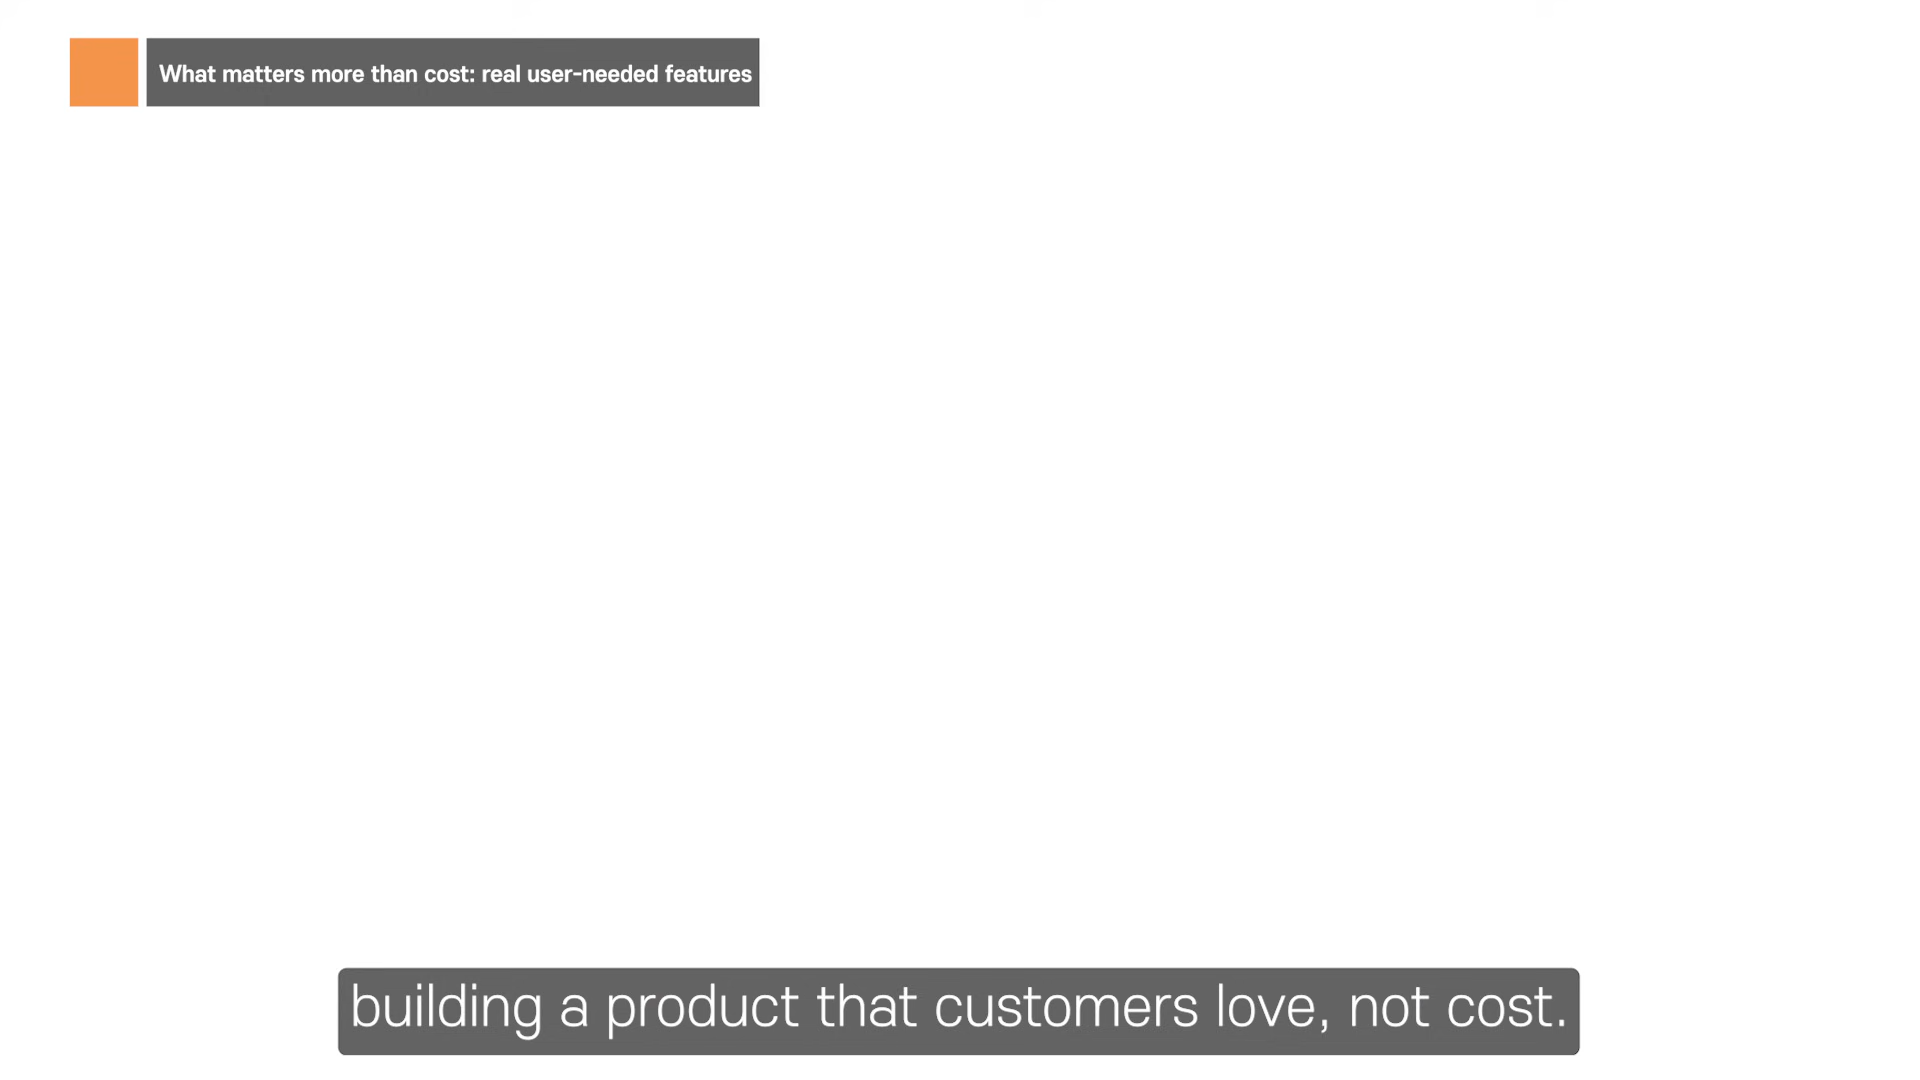 What matters more than cost: real user-needed features
building a product that customers love, not cost.